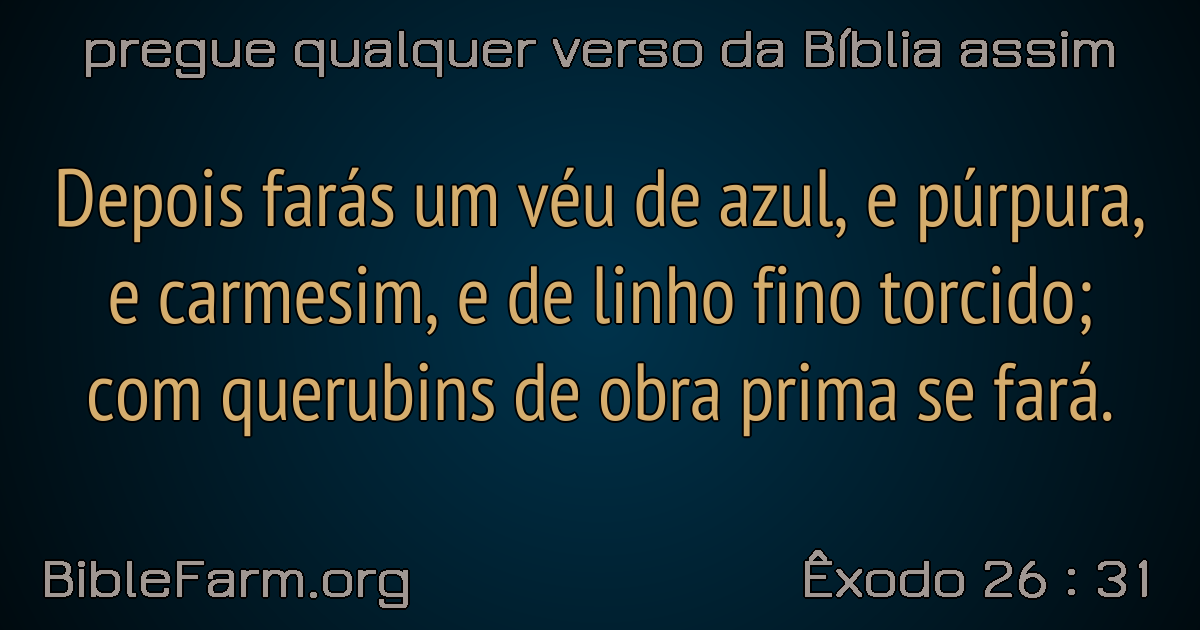 pregue qualquer verso da Bíblia assim
Depois farás um véu de azul, e púrpura,
e carmesim, e de linho fino torcido;
com querubins de obra prima se fará.
BibleFarm.org
Êxodo 26 : 31